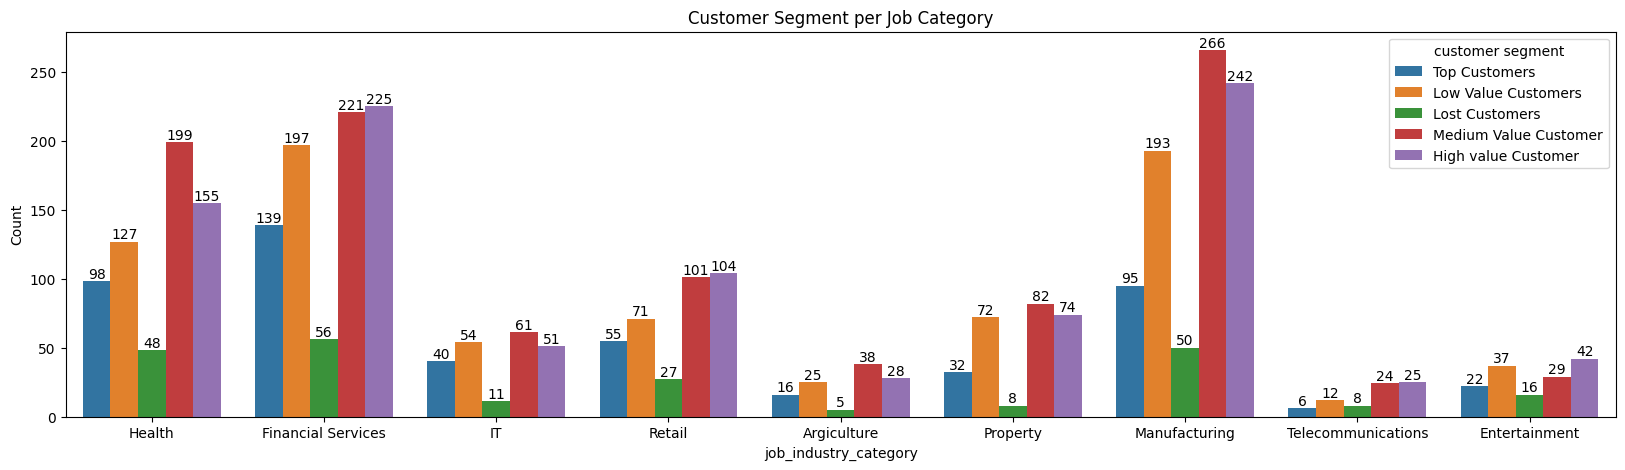 Customer Segment per Job Category
Count
250
200
150
100
50
0
customer segment
Top Customers
Low Value Customers
Lost Customers
Medium Value Customer
High value Customer
98 127 48 199 155
139 197 56 221 225
40 54 11 61 51
55 71 27 101 104
16 25 5 38 28
32 72 8 82 74
95 193 50 266 242
6 12 8 24 25
22 37 16 29 42
Health Financial Services IT Retail Argiculture Property Manufacturing Telecommunications Entertainment
job_industry_category